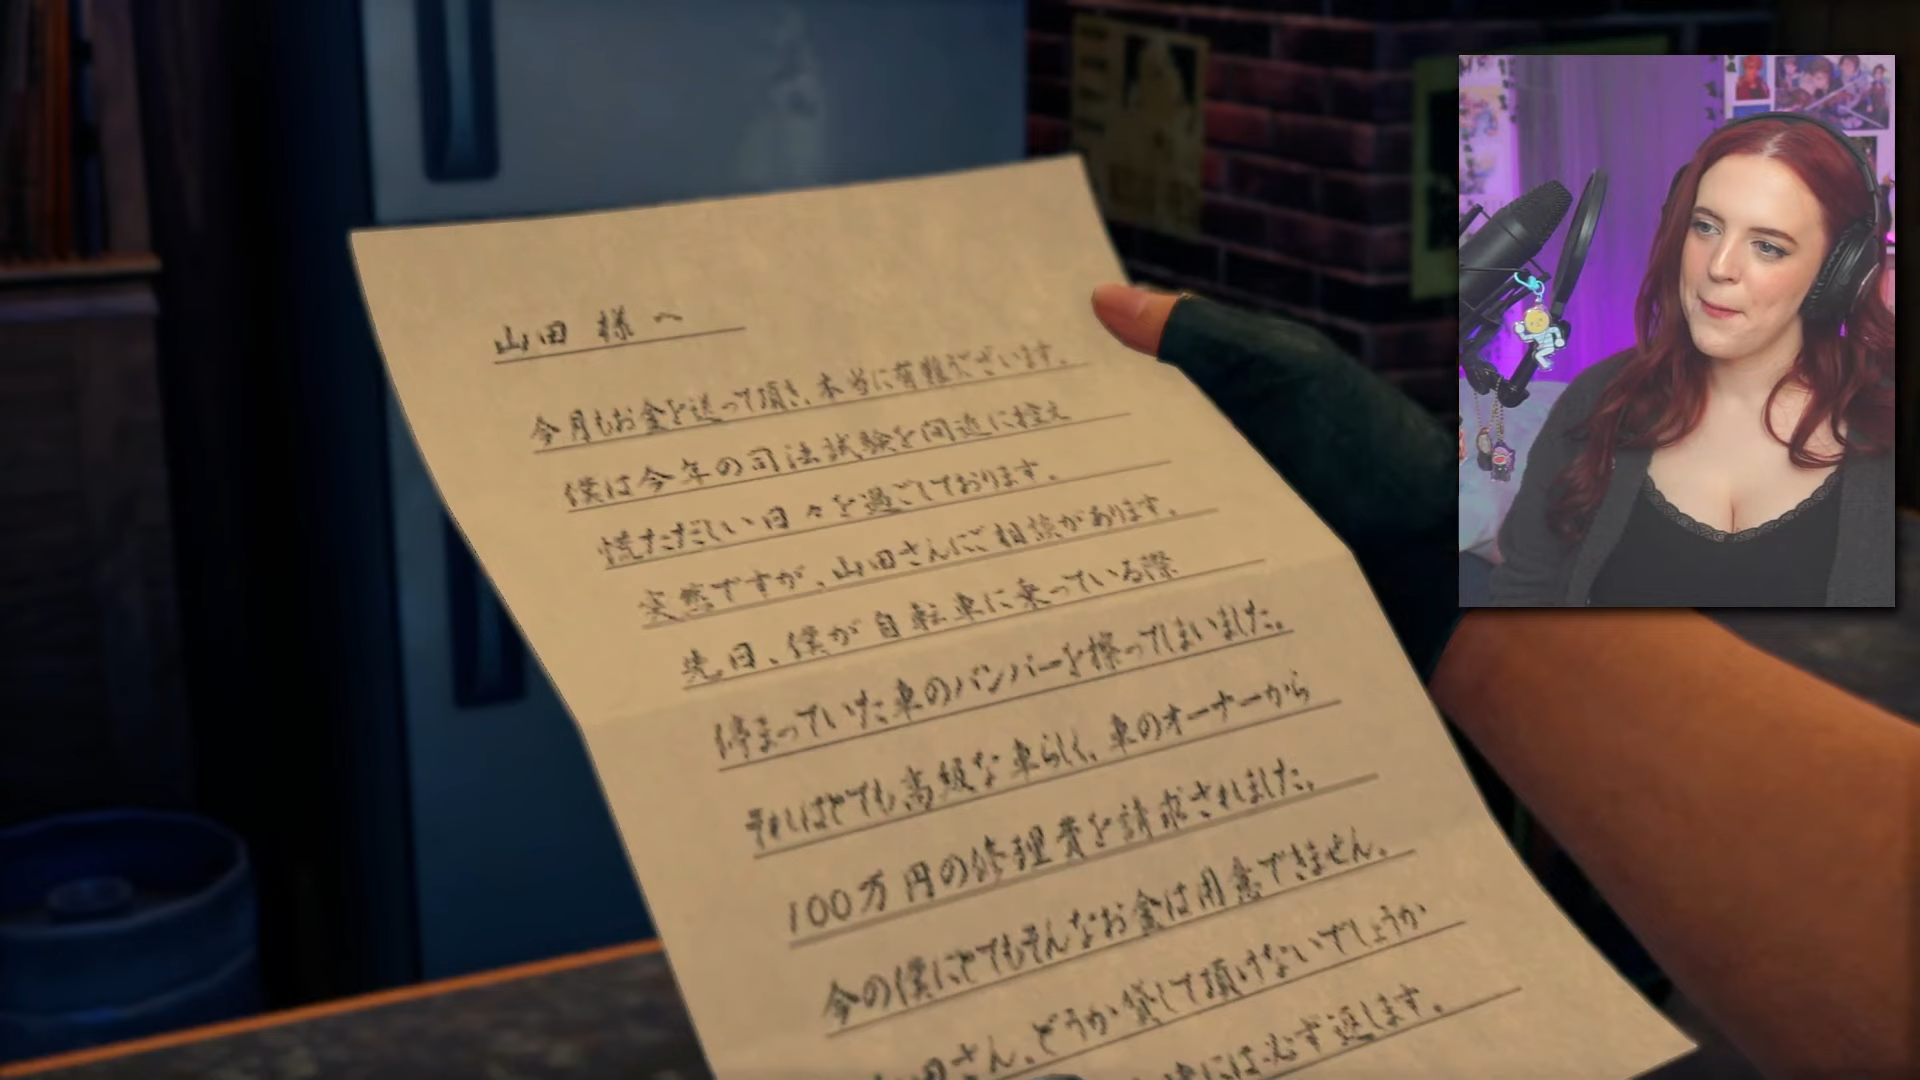 山田 様 へ
今月もお金を送って頂き、本当に有難うございます。
僕は今年の司法試験を間近に控え
慌ただしい日々を過ごしております。
突然ですが、山田さんにご相談があります。
先日、僕が自転車に乗っている際
停まっていた車のバンパーを擦ってしまいました。
それはとても高級な車らしく、車のオーナーから
100万円の修理費を請求されました。
今の僕にとてもそんなお金は用意できません。
田さん、どうか貸して頂けないでしょうか
には必ず返します。